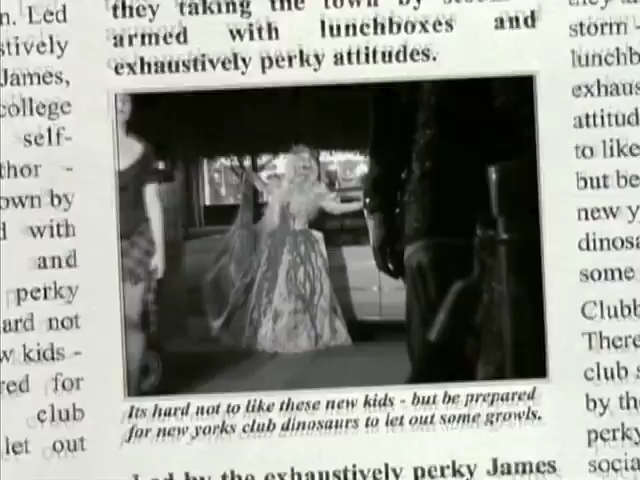 n. Led
stively
James,
college
self-
thor -
own by
d with
and
perky
ard not
w kids -
red for
club
let out
they taking the town by
armed with lunchboxes and
exhaustively perky attitudes.
Its hard not to like these new kids - but be prepared
for new yorks club dinosaurs to let out some growls.
Led by the exhaustively perky James
storm -
lunchb
exhaus
attitud
to like
but be
new y
dinosa
some
Clubb
There
club s
by th
perky
socia